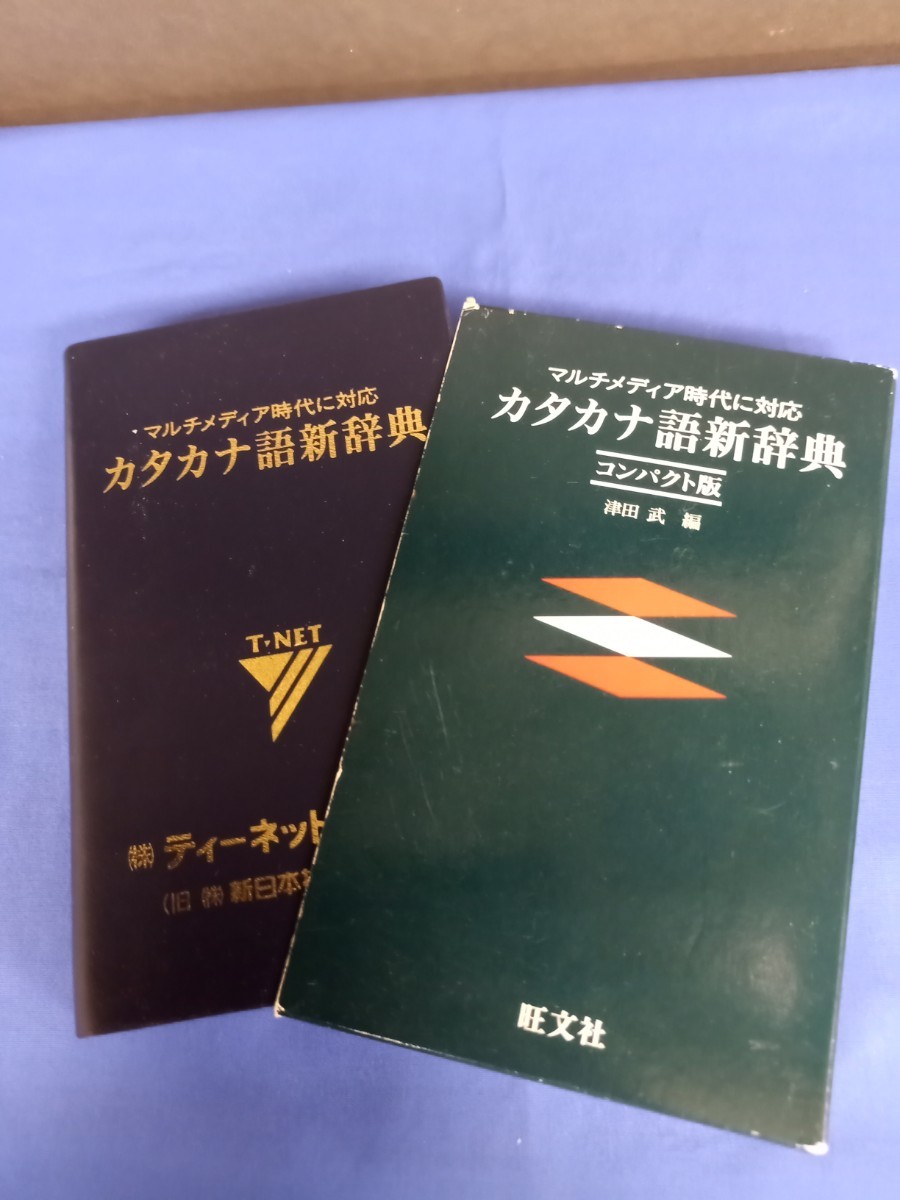 マルチメディア時代に対応
カタカナ語新辞典
T・NET
㈱ ティーネット
(旧 ㈱ 新日本
マルチメディア時代に対応
カタカナ語新辞典
コンパクト版
津田 武 編
旺文社